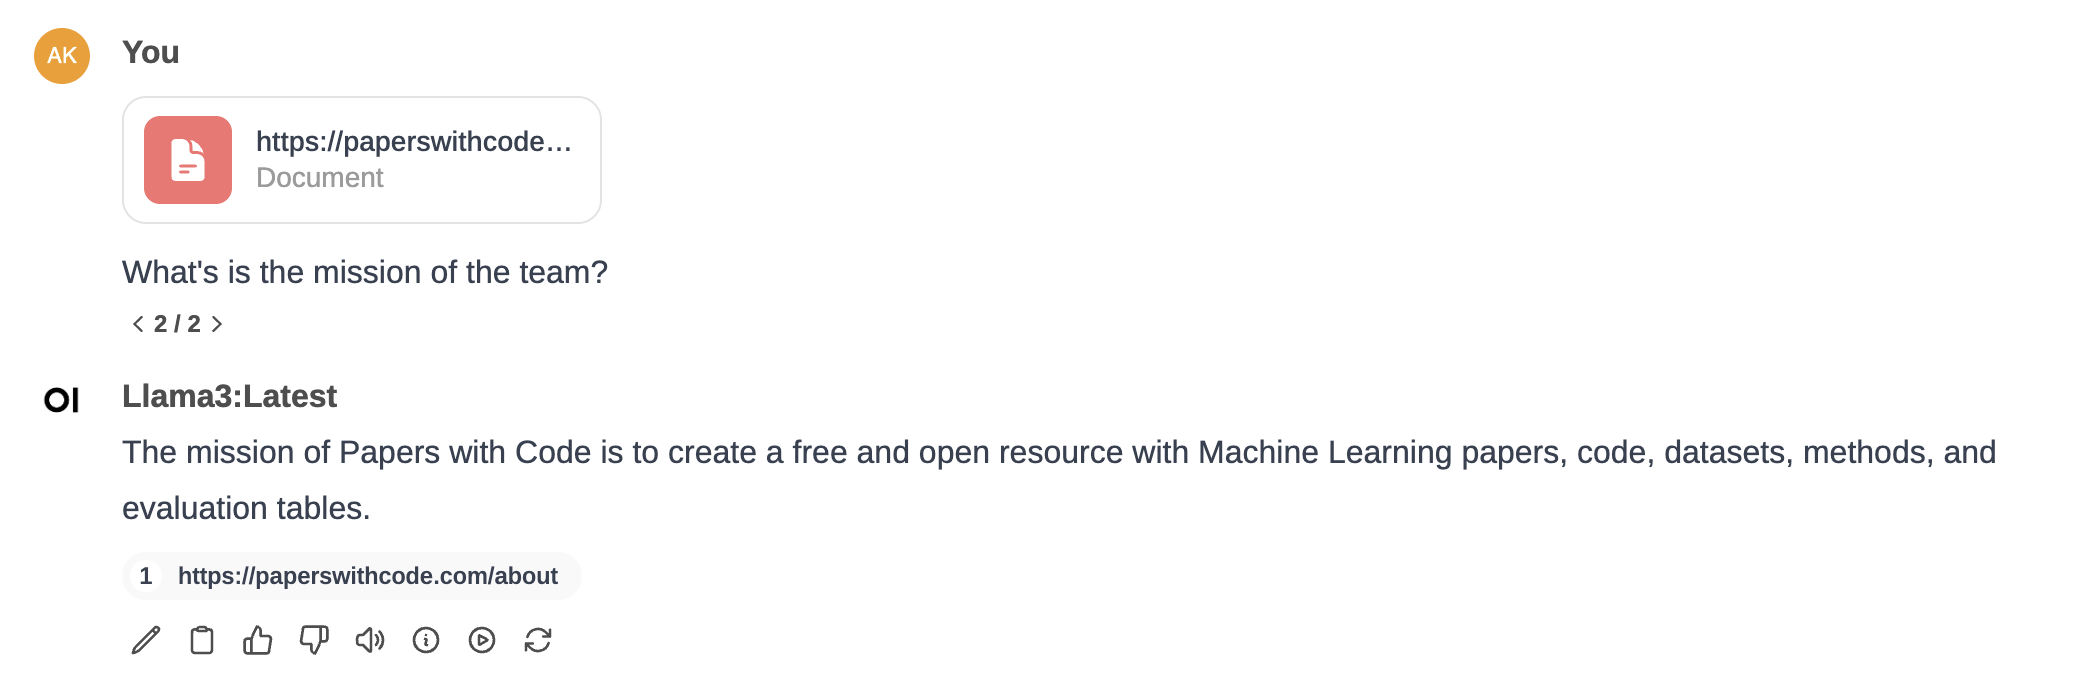 AK
You
https://paperswithcode...
Document
What's is the mission of the team?
2 / 2
OI
Llama3:Latest
The mission of Papers with Code is to create a free and open resource with Machine Learning papers, code, datasets, methods, and
evaluation tables.
1 https://paperswithcode.com/about